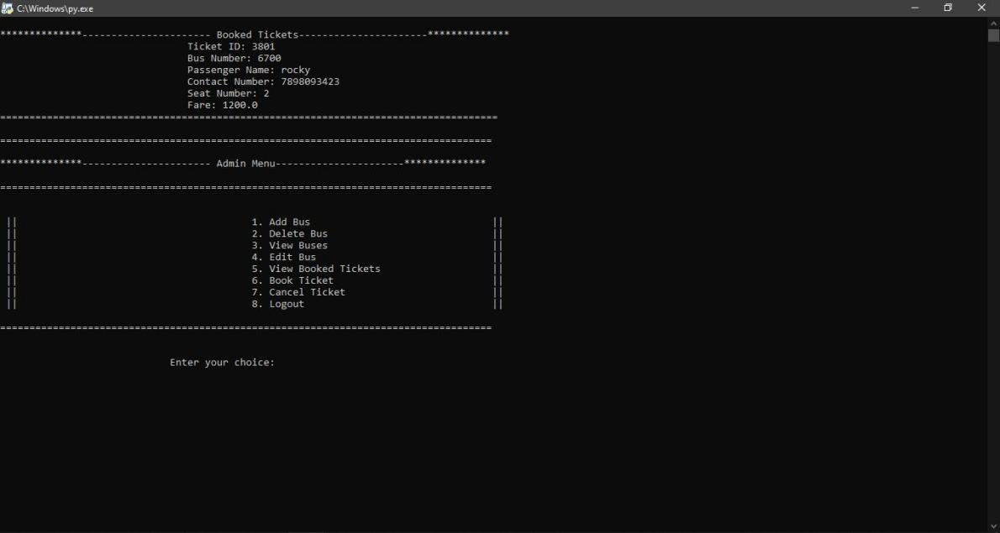 C:\Windows\py.exe
**************---------------------- Booked Tickets----------------------**************
Ticket ID: 3801
Bus Number: 6700
Passenger Name: rocky
Contact Number: 7898093423
Seat Number: 2
Fare: 1200.0
=====================================================================================
====================================================================================
**************---------------------- Admin Menu----------------------**************
====================================================================================
|| 1. Add Bus ||
|| 2. Delete Bus ||
|| 3. View Buses ||
|| 4. Edit Bus ||
|| 5. View Booked Tickets ||
|| 6. Book Ticket ||
|| 7. Cancel Ticket ||
|| 8. Logout ||
====================================================================================
Enter your choice: